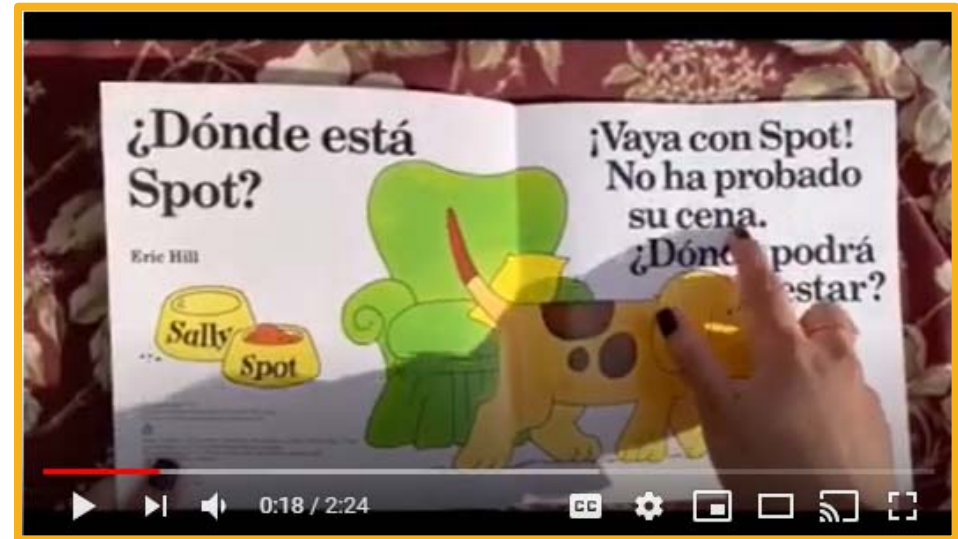 ¿Dónde está
Spot?
Eric Hill
Sally
Spot
¡Vaya con Spot!
No ha probado
su cena.
podrá
estar?
0:18 / 2:24
CC